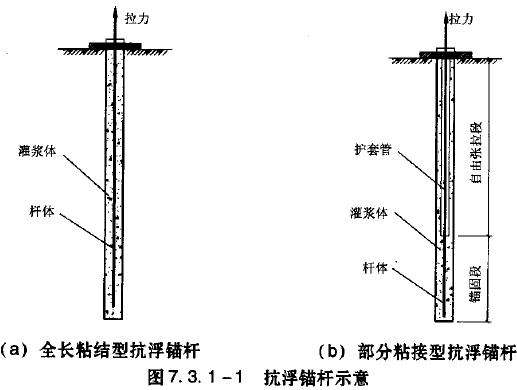 拉力
灌浆体
杆体
拉力
护套管
灌浆体
杆体
自由张拉段
锚固段
(a) 全长粘结型抗浮锚杆
(b) 部分粘接型抗浮锚杆
图7.3.1-1 抗浮锚杆示意